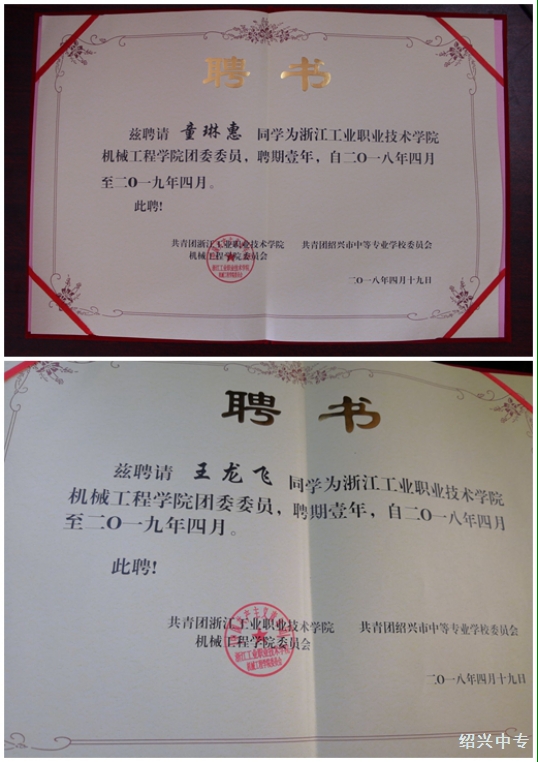 聘 书
兹聘请 童琳惠 同学为浙江工业职业技术学院
机械工程学院团委委员，聘期壹年，自二O一八年四月
至二O一九年四月。
此聘!
共青团浙江工业职业技术学院 共青团绍兴市中等专业学校委员会
机械工程学院委员会
二O一八年四月十九日
聘 书
兹聘请 王龙飞 同学为浙江工业职业技术学院
机械工程学院团委委员，聘期壹年，自二O一八年四月
至二O一九年四月。
此聘!
共青团浙江工业职业技术学院 共青团绍兴市中等专业学校委员会
机械工程学院委员会
二O一八年四月十九日
绍兴中专